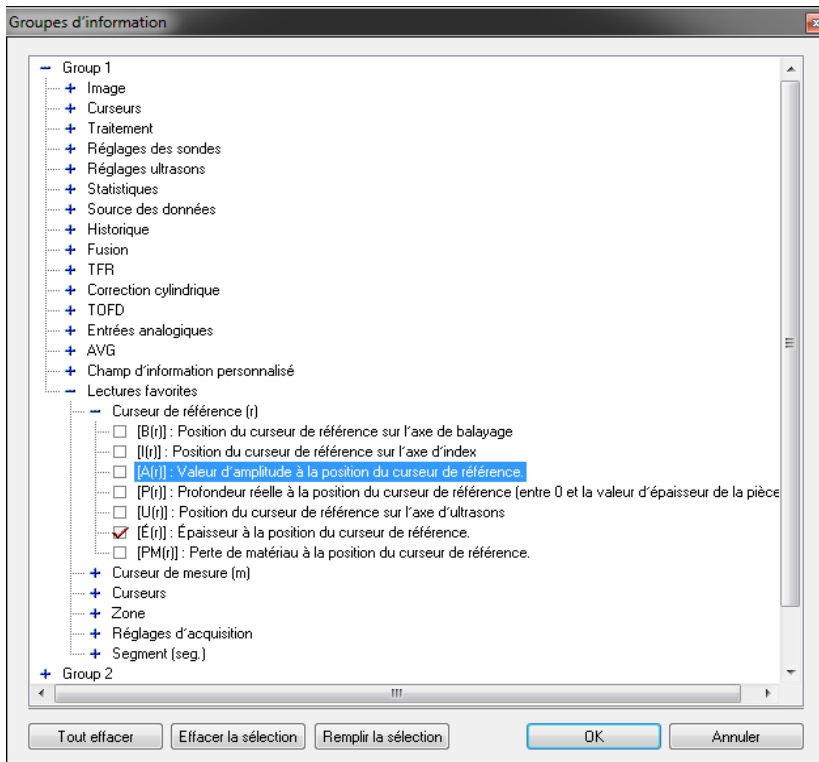 Groupes d'information
Group 1
Image
Curseurs
Traitement
Réglages des sondes
Réglages ultrasons
Statistiques
Source des données
Historique
Fusion
TFR
Correction cylindrique
TOFD
Entrées analogiques
AVG
Champ d'information personnalisé
Lectures favorites
Curseur de référence (r)
[B(r)] : Position du curseur de référence sur l'axe de balayage
[I(r)] : Position du curseur de référence sur l'axe d'index
[A(r)] : Valeur d'amplitude à la position du curseur de référence.
[P(r)] : Profondeur réelle à la position du curseur de référence (entre 0 et la valeur d'épaisseur de la pièce
[U(r)] : Position du curseur de référence sur l'axe d'ultrasons
[É(r)] : Épaisseur à la position du curseur de référence.
[PM(r)] : Perte de matériau à la position du curseur de référence.
Curseur de mesure (m)
Curseurs
Zone
Réglages d'acquisition
Segment (seg.)
Group 2
Tout effacer Effacer la sélection Remplir la sélection OK Annuler